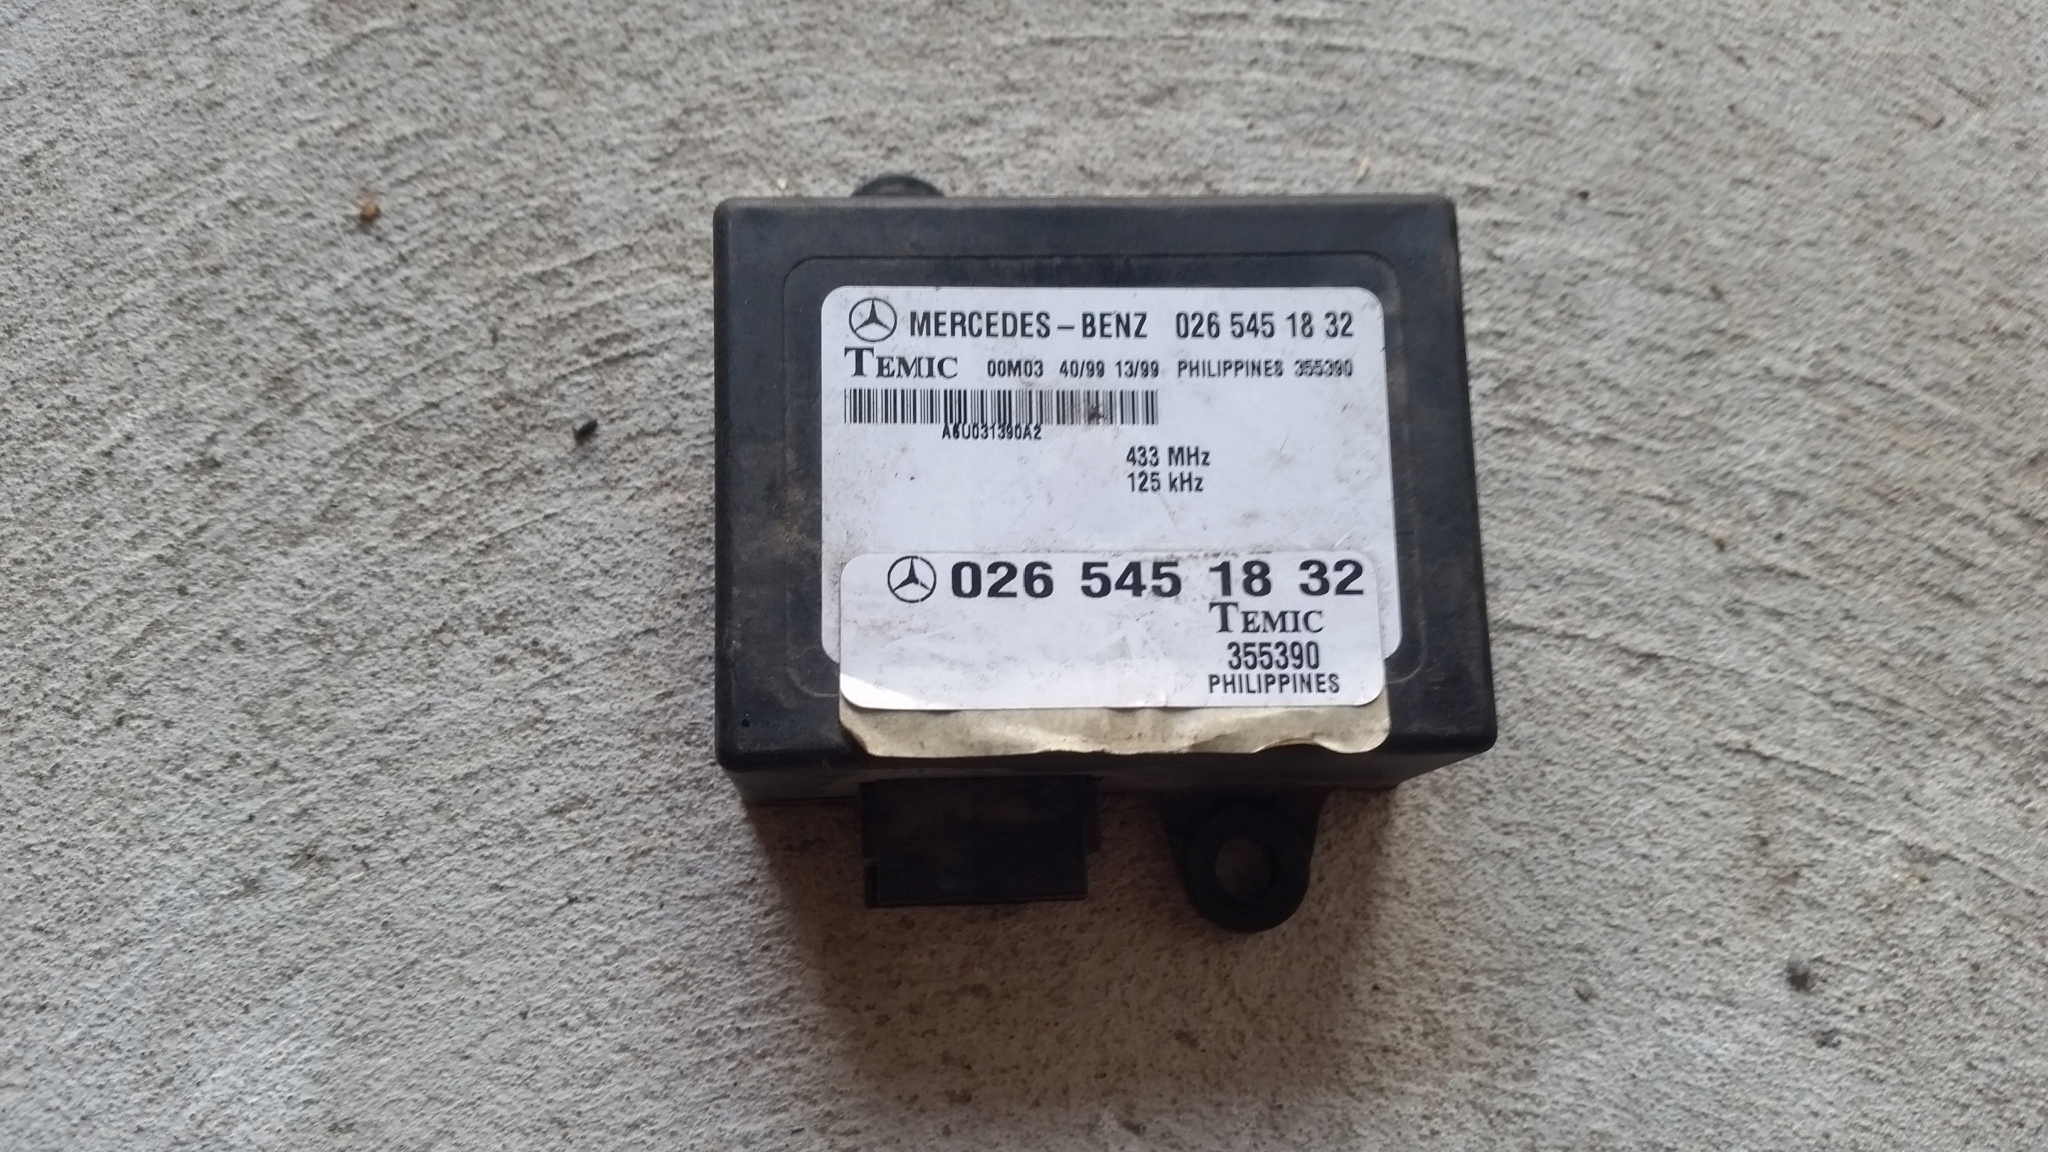 MERCEDES-BENZ 026 545 18 32
TEMIC 00M03 40/99 13/99 PHILIPPINES 355390
A6U031390A2
433 MHz
125 kHz
026 545 18 32
TEMIC
355390
PHILIPPINES